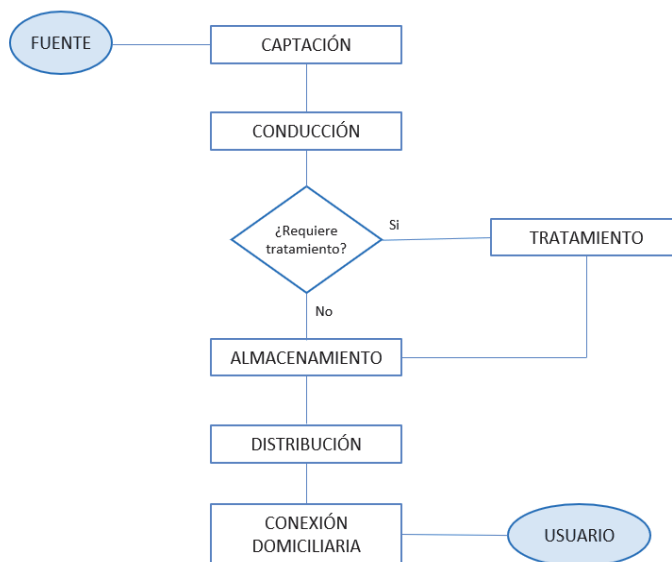 FUENTE
CAPTACIÓN
CONDUCCIÓN
¿Requiere
tratamiento?
Si
TRATAMIENTO
No
ALMACENAMIENTO
DISTRIBUCIÓN
CONEXIÓN
DOMICILIARIA
USUARIO